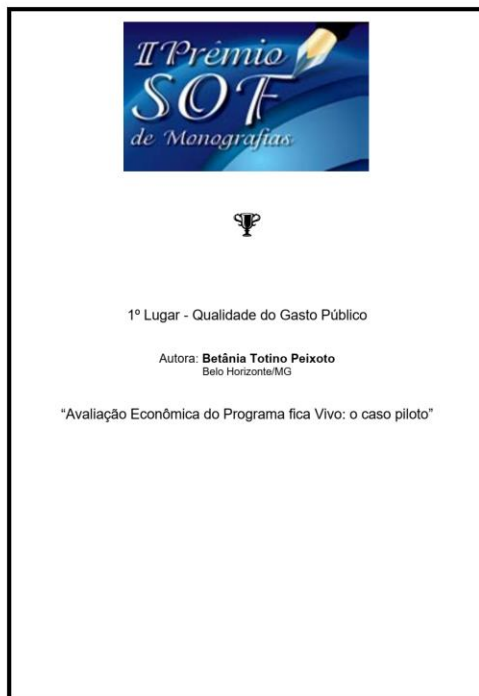 II Prêmio
SOF
de Monografias
1º Lugar - Qualidade do Gasto Público
Autora: Betânia Totino Peixoto
Belo Horizonte/MG
“Avaliação Econômica do Programa fica Vivo: o caso piloto”